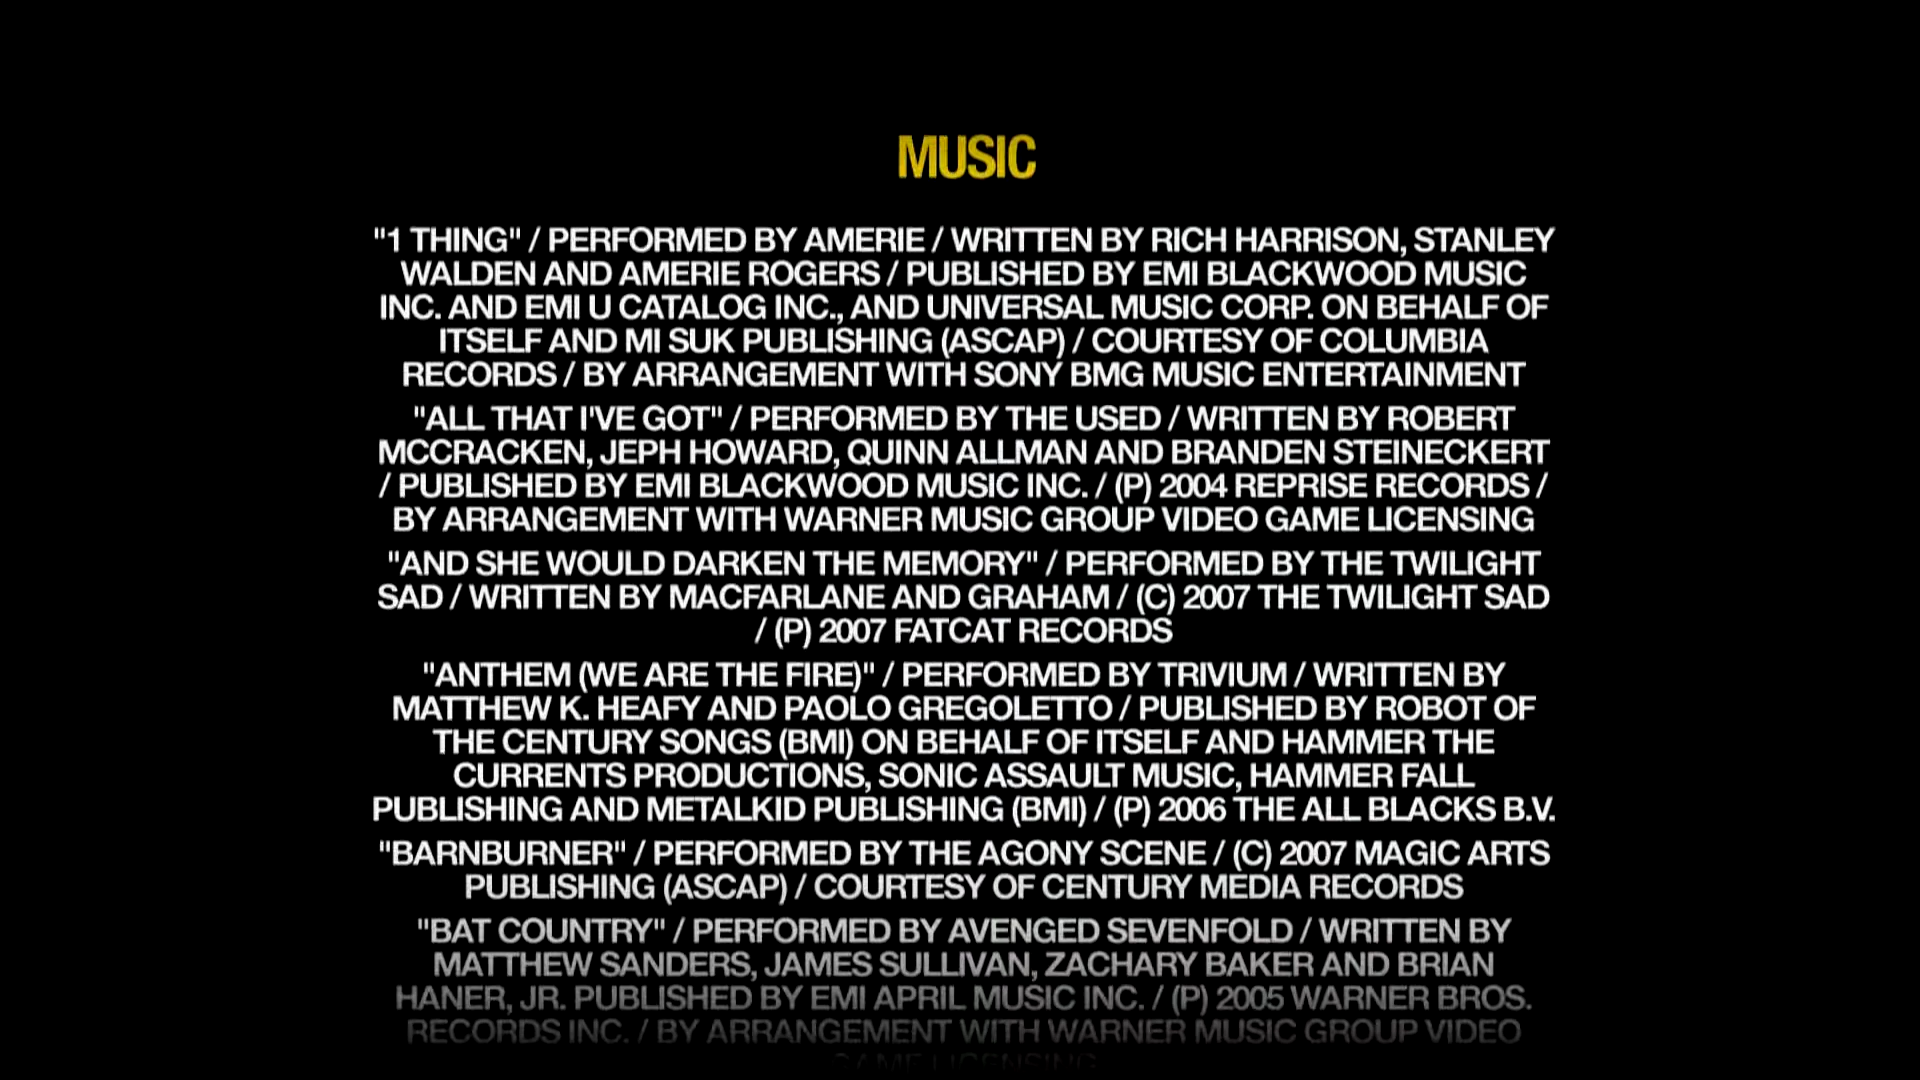 MUSIC
"1 THING" / PERFORMED BY AMERIE / WRITTEN BY RICH HARRISON, STANLEY
WALDEN AND AMERIE ROGERS / PUBLISHED BY EMI BLACKWOOD MUSIC
INC. AND EMI U CATALOG INC., AND UNIVERSAL MUSIC CORP. ON BEHALF OF
ITSELF AND MI SUK PUBLISHING (ASCAP) / COURTESY OF COLUMBIA
RECORDS / BY ARRANGEMENT WITH SONY BMG MUSIC ENTERTAINMENT
"ALL THAT I'VE GOT" / PERFORMED BY THE USED / WRITTEN BY ROBERT
MCCRACKEN, JEPH HOWARD, QUINN ALLMAN AND BRANDEN STEINECKERT
/ PUBLISHED BY EMI BLACKWOOD MUSIC INC. / (P) 2004 REPRISE RECORDS /
BY ARRANGEMENT WITH WARNER MUSIC GROUP VIDEO GAME LICENSING
"AND SHE WOULD DARKEN THE MEMORY" / PERFORMED BY THE TWILIGHT
SAD / WRITTEN BY MACFARLANE AND GRAHAM / (C) 2007 THE TWILIGHT SAD
/ (P) 2007 FATCAT RECORDS
"ANTHEM (WE ARE THE FIRE)" / PERFORMED BY TRIVIUM / WRITTEN BY
MATTHEW K. HEAFY AND PAOLO GREGOLETTO / PUBLISHED BY ROBOT OF
THE CENTURY SONGS (BMI) ON BEHALF OF ITSELF AND HAMMER THE
CURRENTS PRODUCTIONS, SONIC ASSAULT MUSIC, HAMMER FALL
PUBLISHING AND METALKID PUBLISHING (BMI) / (P) 2006 THE ALL BLACKS B.V.
"BARNBURNER" / PERFORMED BY THE AGONY SCENE / (C) 2007 MAGIC ARTS
PUBLISHING (ASCAP) / COURTESY OF CENTURY MEDIA RECORDS
"BAT COUNTRY" / PERFORMED BY AVENGED SEVENFOLD / WRITTEN BY
MATTHEW SANDERS, JAMES SULLIVAN, ZACHARY BAKER AND BRIAN
HANER, JR. PUBLISHED BY EMI APRIL MUSIC INC. / (P) 2005 WARNER BROS.
RECORDS INC. / BY ARRANGEMENT WITH WARNER MUSIC GROUP VIDEO
GAME LICENSING